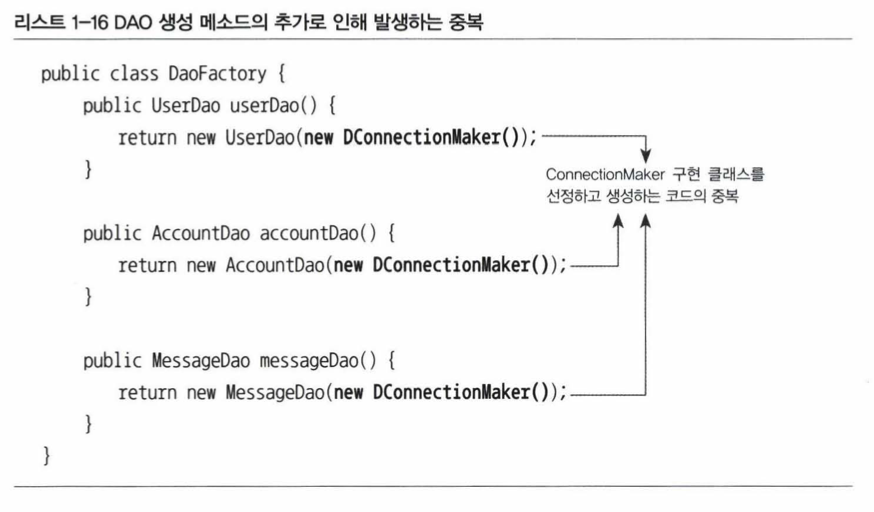 리스트 1-16 DAO 생성 메소드의 추가로 인해 발생하는 중복
public class DaoFactory {
public UserDao userDao() {
return new UserDao(new DConnectionMaker());
}
ConnectionMaker 구현 클래스를
선정하고 생성하는 코드의 중복
public AccountDao accountDao() {
return new AccountDao(new DConnectionMaker());
}
public MessageDao messageDao() {
return new MessageDao(new DConnectionMaker());
}
}